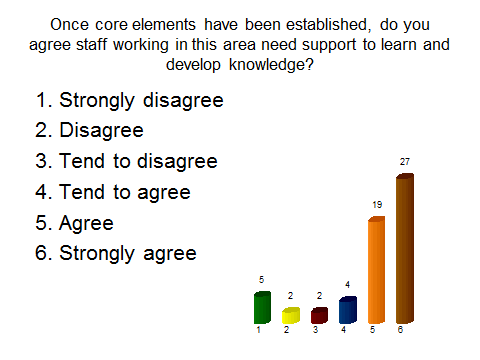 Once core elements have been established, do you
agree staff working in this area need support to learn and
develop knowledge?
1. Strongly disagree
2. Disagree
3. Tend to disagree
4. Tend to agree
5. Agree
6. Strongly agree
27
19
5
2
2
4
1 2 3 4 5 6